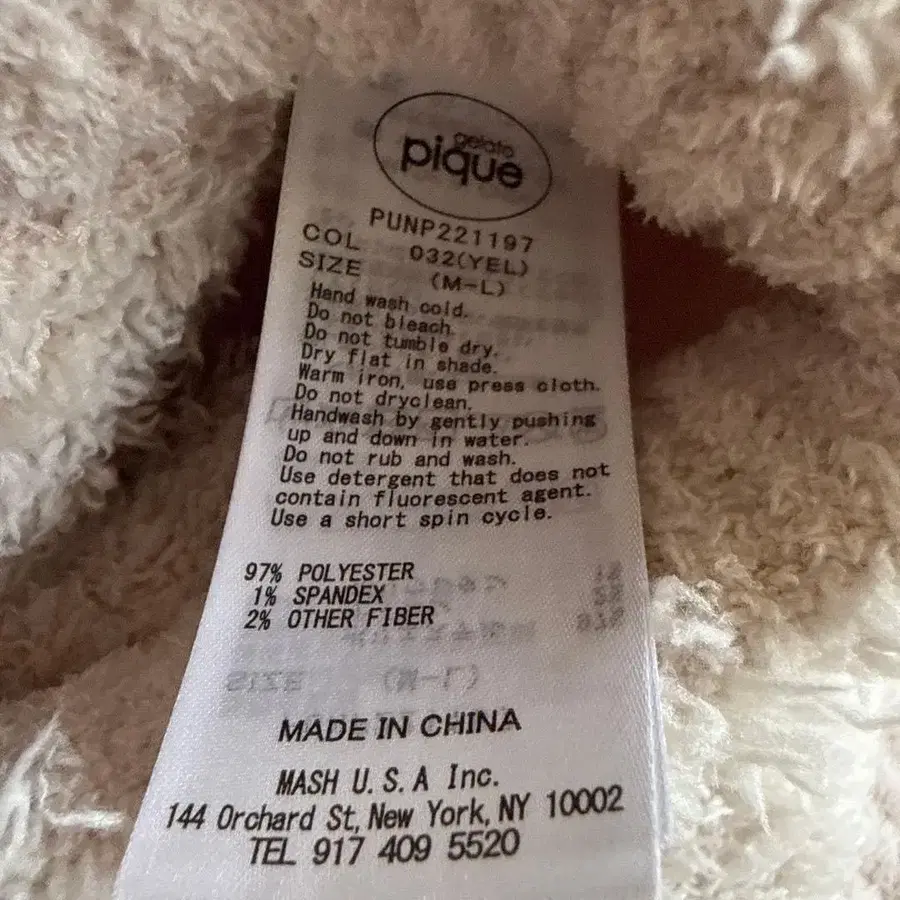 gelato
pique
PUNP221197
COL 032(YEL)
SIZE (M-L)
Hand wash cold.
Do not bleach.
Do not tumble dry.
Dry flat in shade.
Warm iron, use press cloth.
Do not dryclean.
Handwash by gently pushing
up and down in water.
Do not rub and wash.
Use detergent that does not
contain fluorescent agent.
Use a short spin cycle.
97% POLYESTER
1% SPANDEX
2% OTHER FIBER
MADE IN CHINA
MASH U.S.A Inc.
144 Orchard St, New York, NY 10002
TEL 917 409 5520